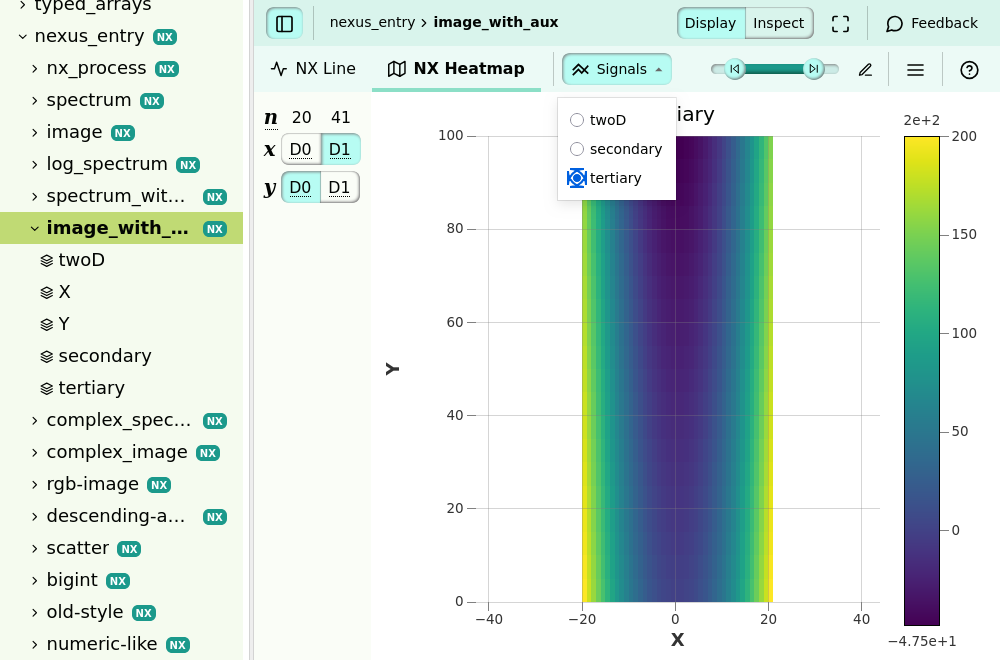 typed_arrays
nexus_entry NX
nx_process NX
spectrum NX
image NX
log_spectrum NX
spectrum_wit... NX
image_with_... NX
twoD
X
Y
secondary
tertiary
complex_spec... NX
complex_image NX
rgb-image NX
descending-a... NX
scatter NX
bigint NX
old-style NX
numeric-like NX
nexus_entry › image_with_aux
Display Inspect
Feedback
NX Line
NX Heatmap
Signals
twoD
secondary
tertiary
n 20 41
x D0 D1
y D0 D1
iary
100
80
60
40
20
0
Y
−40 −20 0 20 40
X
2e+2
200
150
100
50
0
−4.75e+1